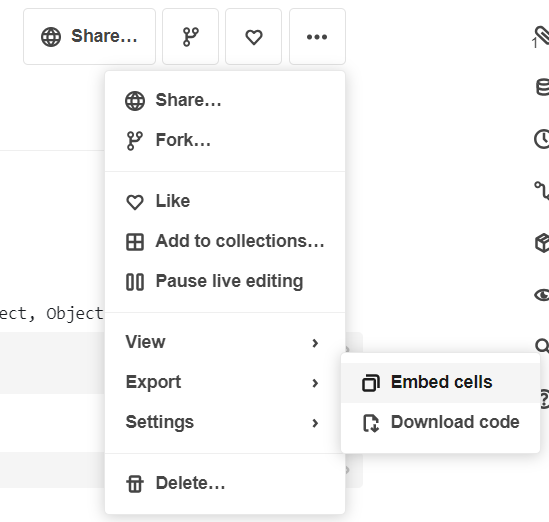 Share…
1
Share…
Fork…
Like
Add to collections…
Pause live editing
ect, Object
View
Export
Embed cells
Settings
Download code
Delete…